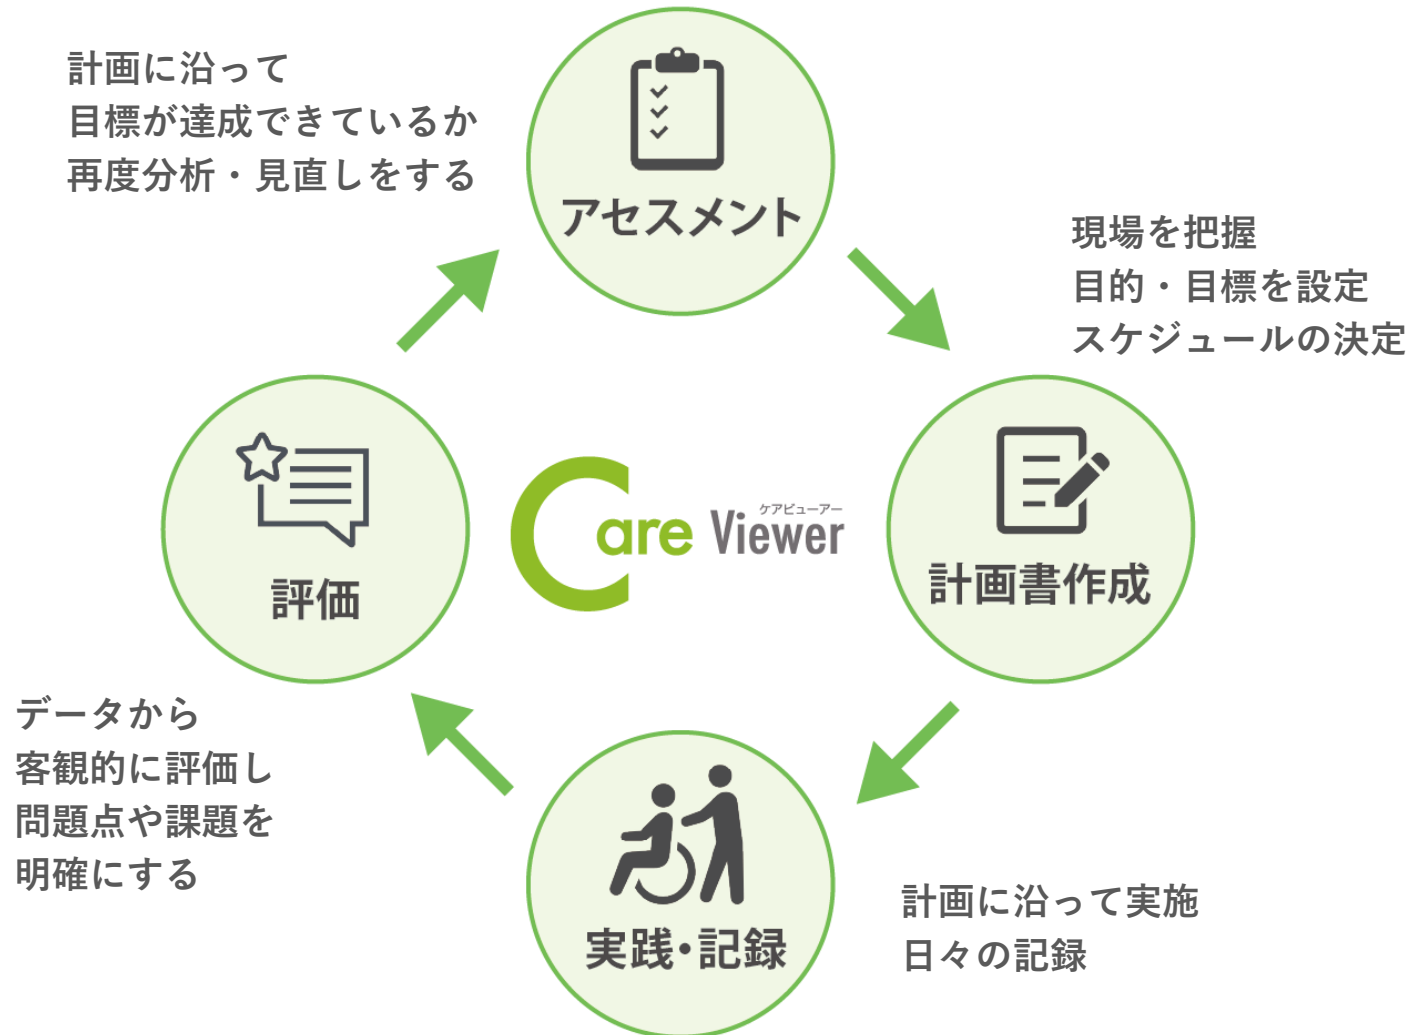 計画に沿って
目標が達成できているか
再度分析・見直しをする
アセスメント
現場を把握
目的・目標を設定
スケジュールの決定
評価
ケアビューアー
Care Viewer
計画書作成
データから
客観的に評価し
問題点や課題を
明確にする
実践・記録
計画に沿って実施
日々の記録